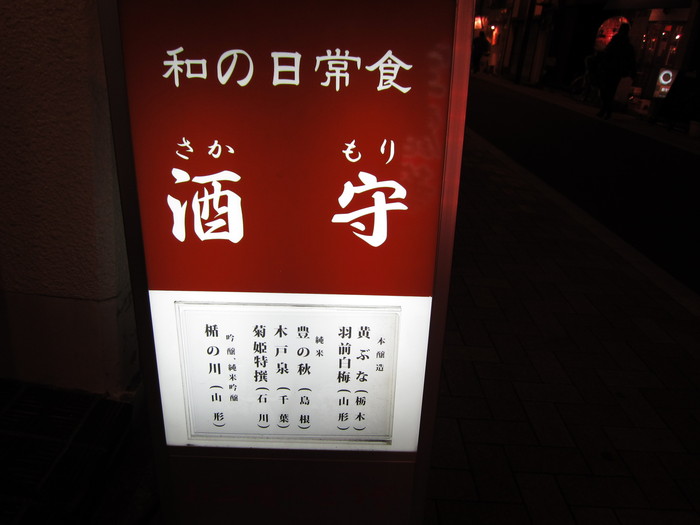 和の日常食
さか もり
酒 守
本醸造
黄ぶな(栃木)
羽前白梅(山形)
純米
豊の秋(島根)
木戸泉(千葉)
菊姫特撰(石川)
吟醸、純米吟醸
楯の川(山形)